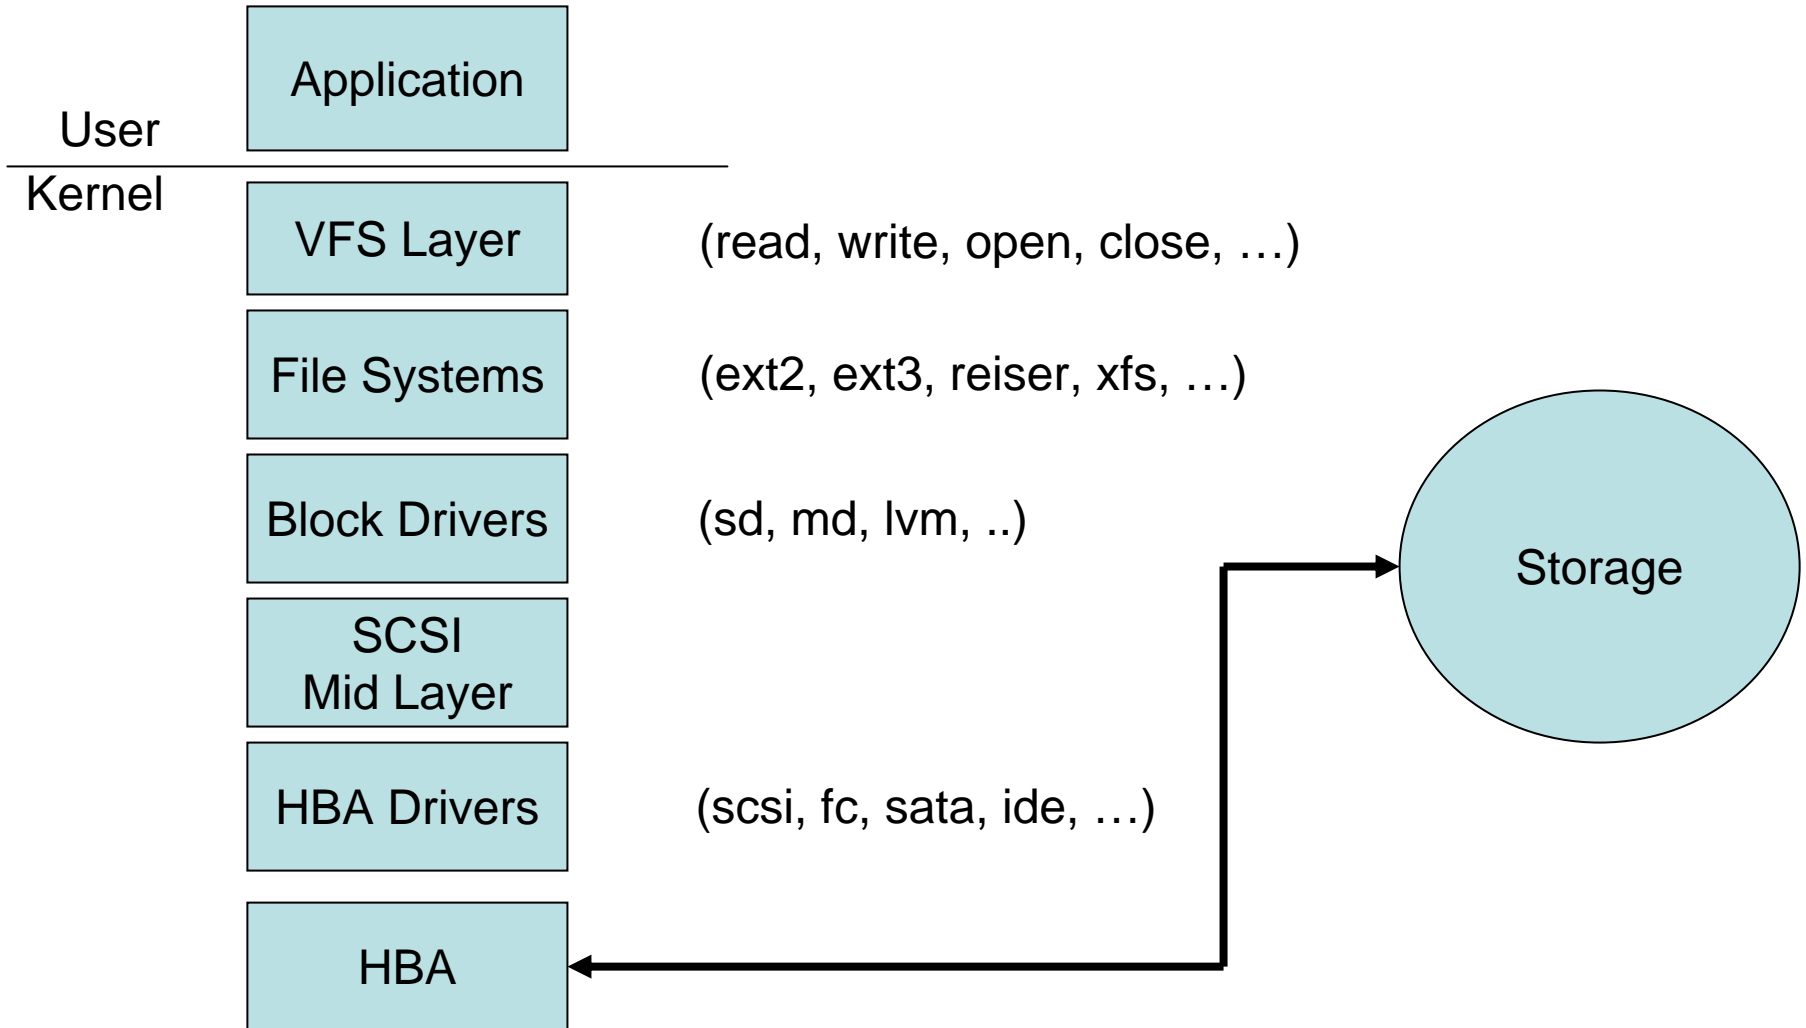 Application
User
Kernel
VFS Layer
(read, write, open, close, …)
File Systems
(ext2, ext3, reiser, xfs, …)
Block Drivers
(sd, md, lvm, ..)
Storage
SCSI
Mid Layer
HBA Drivers
(scsi, fc, sata, ide, …)
HBA